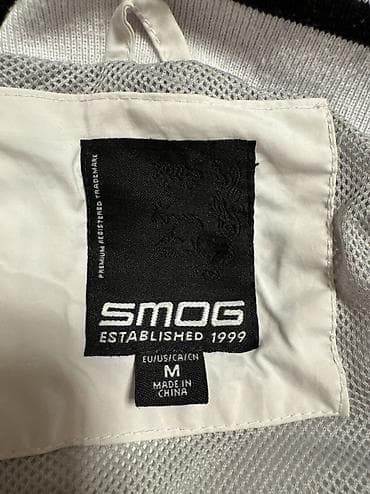 PREMIUM REGISTERED TRADEMARK
SMOG
ESTABLISHED 1999
EU/US/CA/CN
M
MADE IN
CHINA